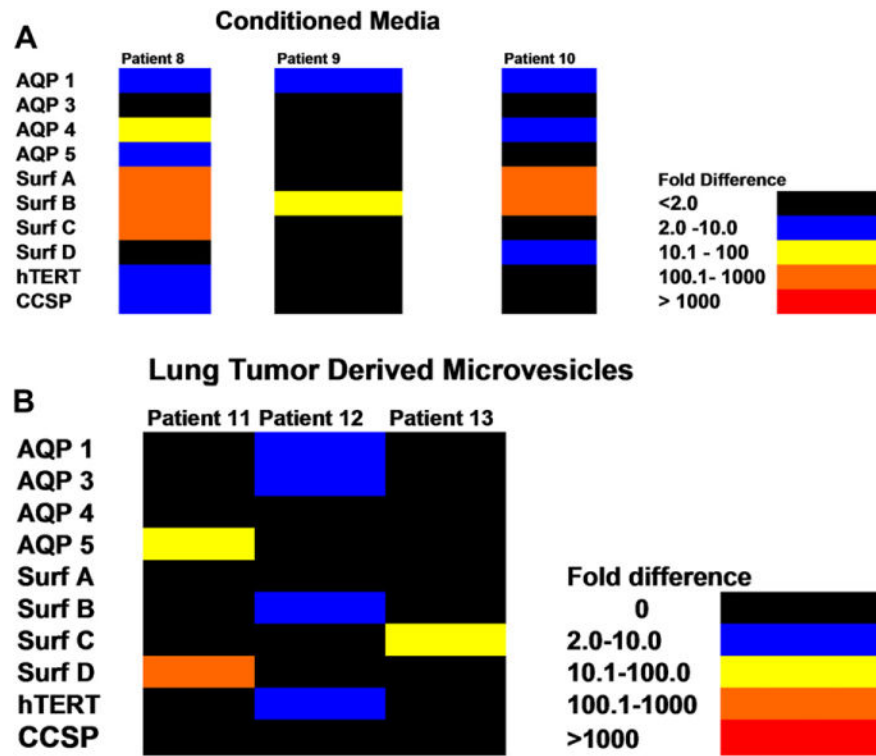 Conditioned Media
A
Patient 8 Patient 9 Patient 10
AQP 1
AQP 3
AQP 4
AQP 5
Surf A
Surf B
Surf C
Surf D
hTERT
CCSP
Fold Difference
<2.0
2.0 -10.0
10.1 - 100
100.1- 1000
> 1000
Lung Tumor Derived Microvesicles
B
Patient 11 Patient 12 Patient 13
AQP 1
AQP 3
AQP 4
AQP 5
Surf A
Surf B
Surf C
Surf D
hTERT
CCSP
Fold difference
0
2.0-10.0
10.1-100.0
100.1-1000
>1000